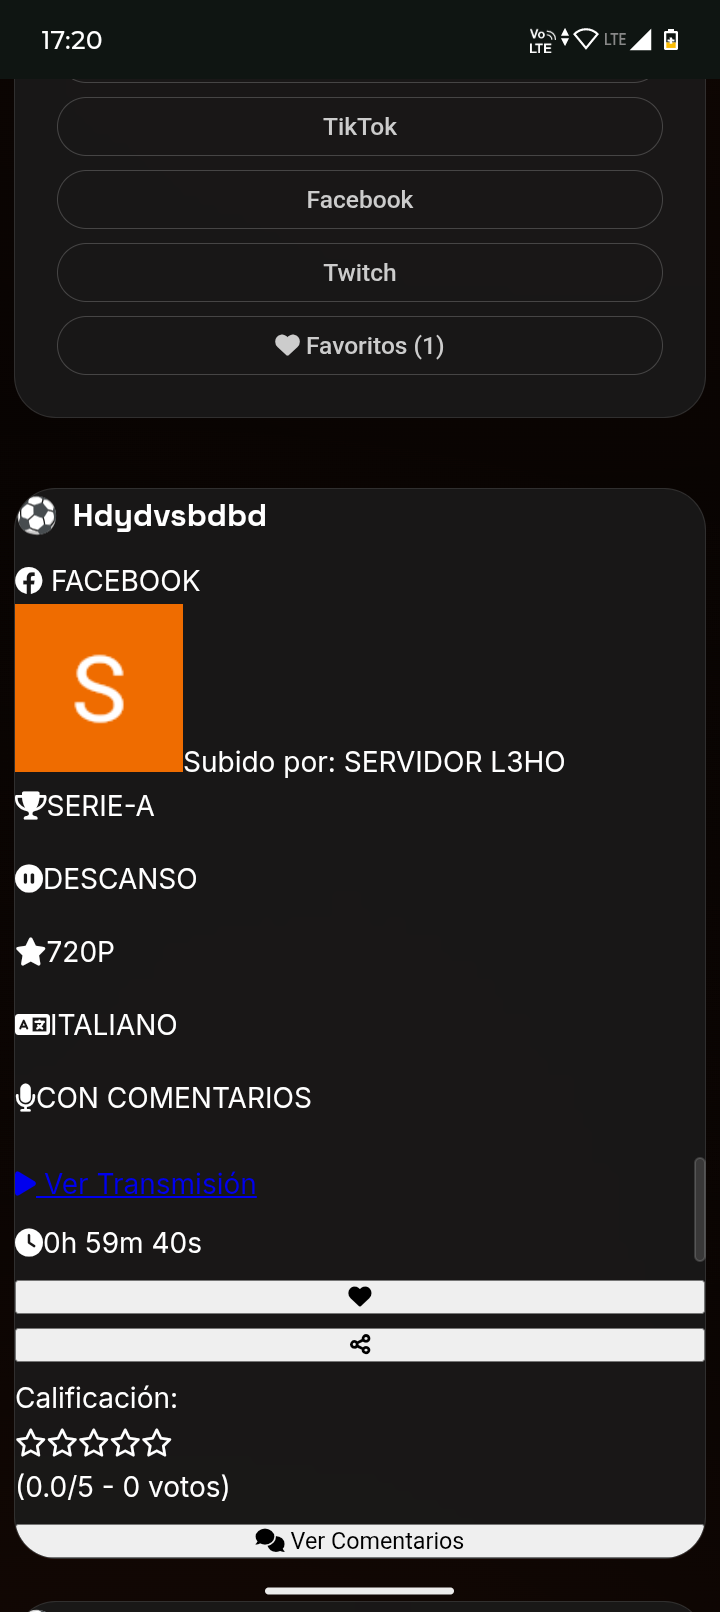 17:20
Vo LTE LTE
TikTok
Facebook
Twitch
Favoritos (1)
Hdydvsbdbd
FACEBOOK
S
Subido por: SERVIDOR L3HO
SERIE-A
DESCANSO
720P
ITALIANO
CON COMENTARIOS
Ver Transmisión
0h 59m 40s
Calificación:
(0.0/5 - 0 votos)
Ver Comentarios